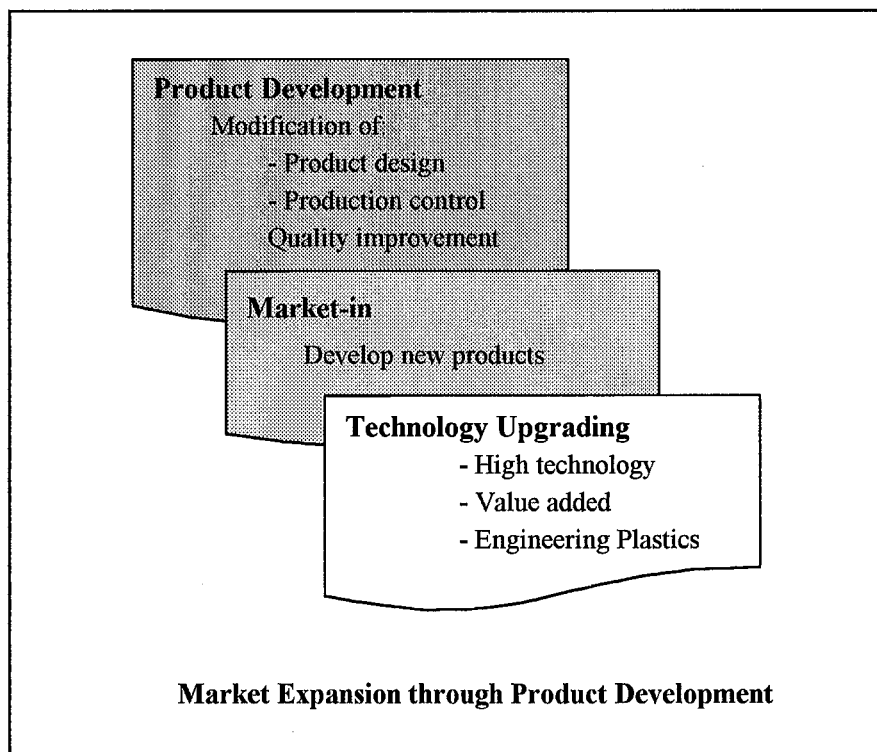 Product Development
Modification of:
- Product design
- Production control
Quality improvement
Market-in
Develop new products
Technology Upgrading
- High technology
- Value added
- Engineering Plastics
Market Expansion through Product Development